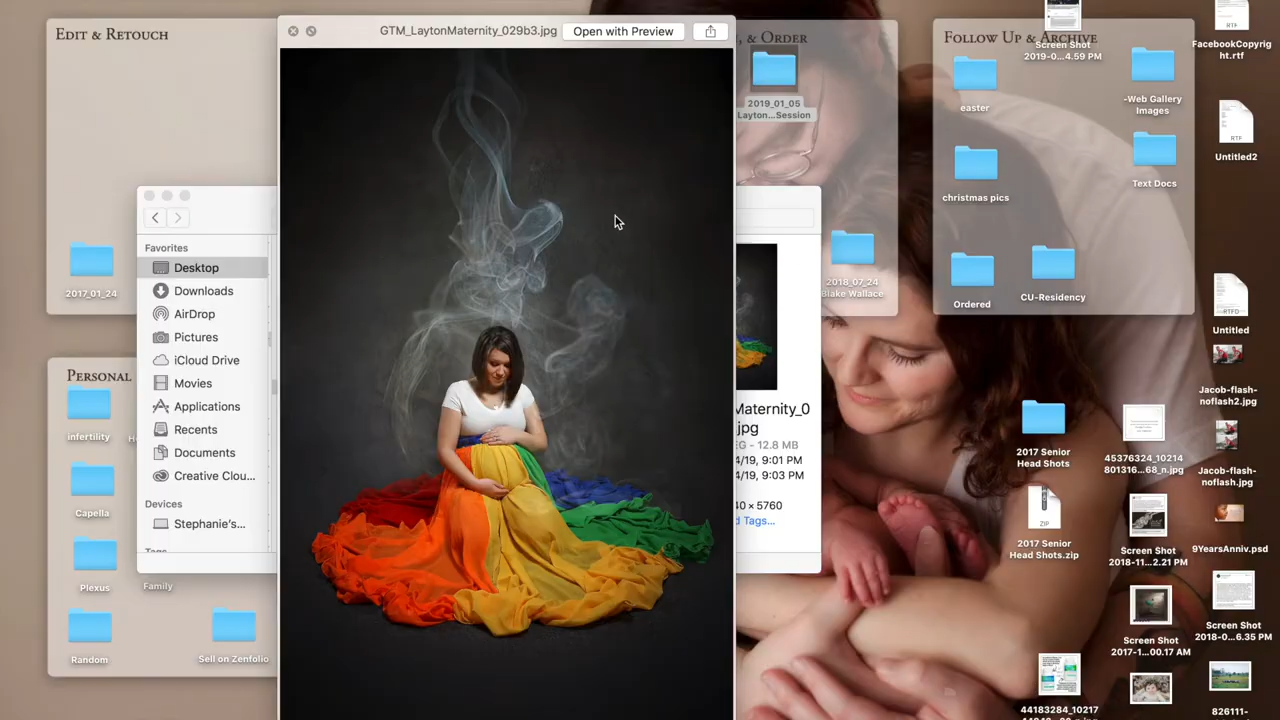 Edit & Retouch
2017_01_24
Personal
infertility
Capella
Plexus
Random
Family
Sell on Zenfolio
Favorites
Desktop
Downloads
AirDrop
Pictures
iCloud Drive
Movies
Applications
Recents
Documents
Creative Clou...
Devices
Stephanie's...
GTM_LaytonMaternity_029b3.jpg
Open with Preview
& Order
2019_01_05
Layton...Session
2018_07_24
Blake Wallace
Maternity_0
.jpg
EG - 12.8 MB
4/19, 9:01 PM
4/19, 9:03 PM
40 × 5760
d Tags...
Follow Up & Archive
Screen Shot
2019-0...4.59 PM
easter
-Web Gallery
Images
christmas pics
Text Docs
Ordered
CU-Residency
RTF
FacebookCopyrig
ht.rtf
RTF
Untitled2
RTFD
Untitled
Jacob-flash-
noflash2.jpg
Jacob-flash-
noflash.jpg
9YearsAnniv.psd
Screen Shot
2018-0...6.35 PM
826111-
2017 Senior
Head Shots
45376324_10214
801316...68_n.jpg
ZIP
2017 Senior
Head Shots.zip
Screen Shot
2018-11...2.21 PM
Screen Shot
2017-1...00.17 AM
44183284_10217